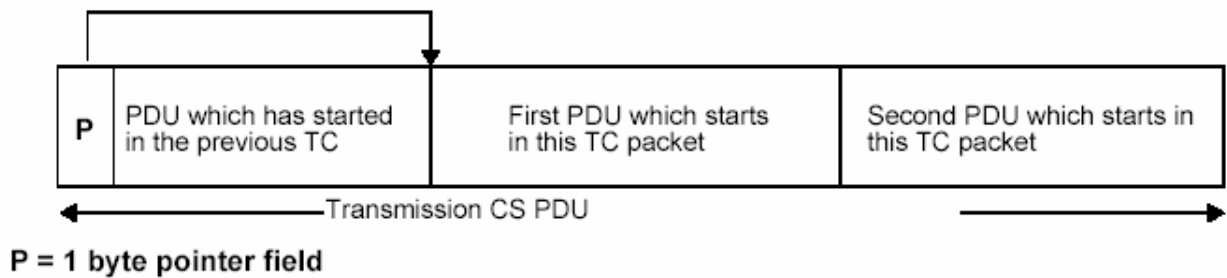 P
PDU which has started
in the previous TC
First PDU which starts
in this TC packet
Second PDU which starts in
this TC packet
Transmission CS PDU
P = 1 byte pointer field